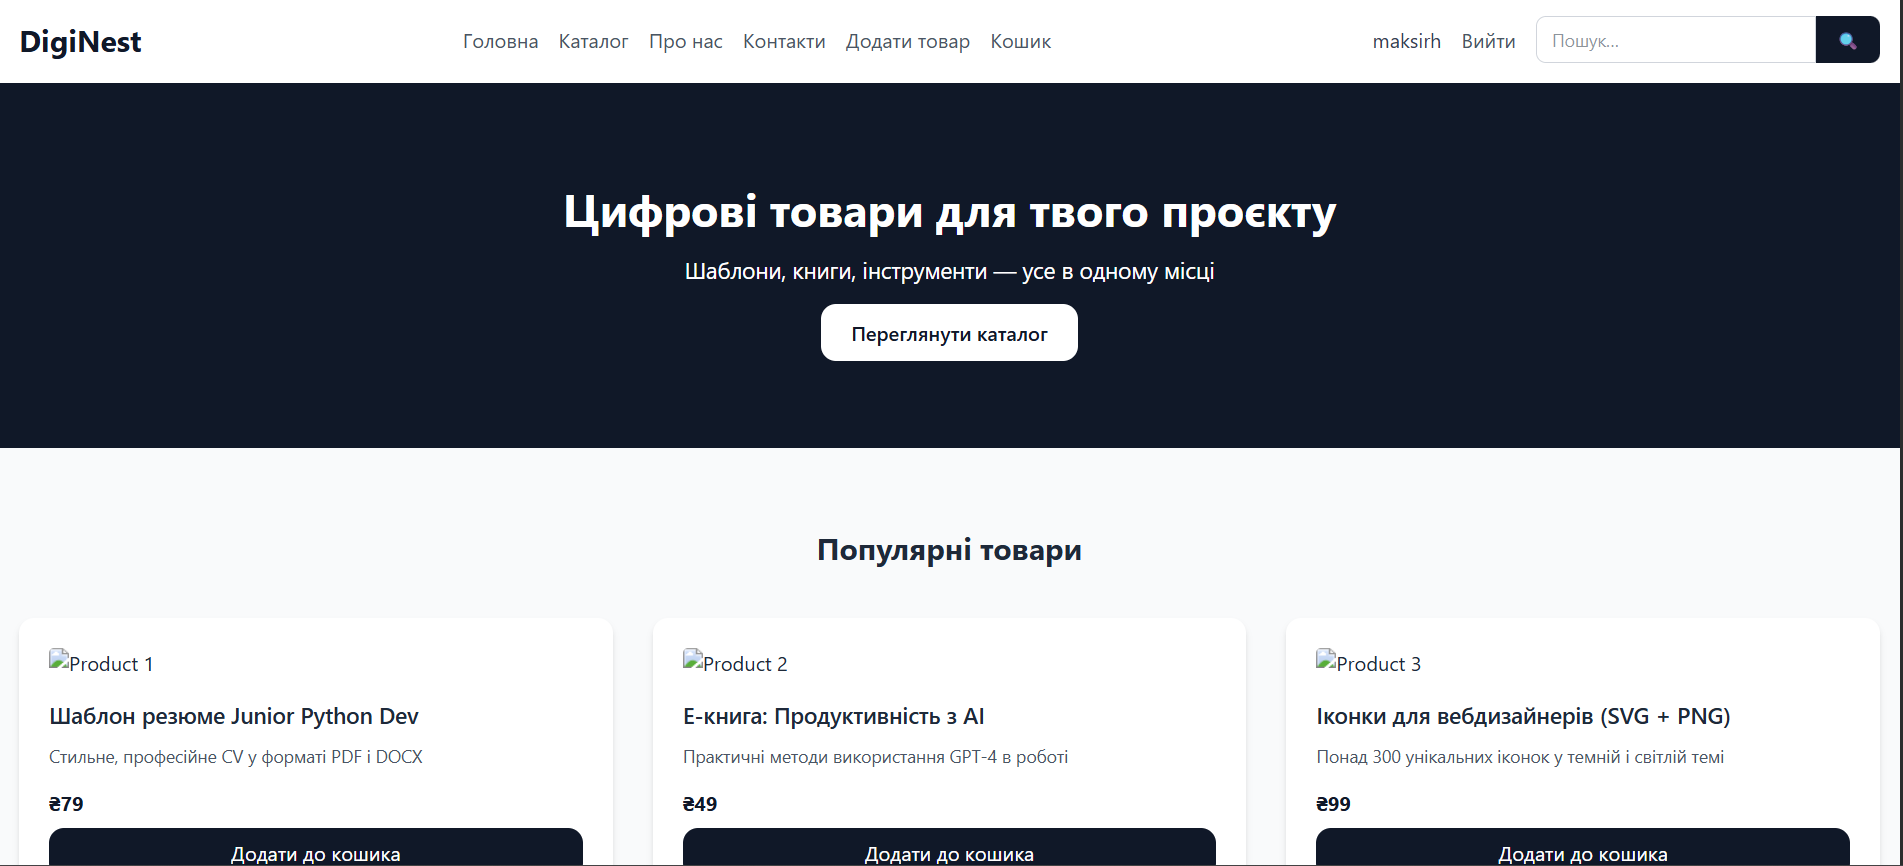 DigiNest
Головна Каталог Про нас Контакти Додати товар Кошик
maksirh Вийти Пошук...
Цифрові товари для твого проєкту
Шаблони, книги, інструменти — усе в одному місці
Переглянути каталог
Популярні товари
Product 1
Шаблон резюме Junior Python Dev
Стильне, професійне CV у форматі PDF і DOCX
₴79
Додати до кошика
Product 2
Е-книга: Продуктивність з AI
Практичні методи використання GPT-4 в роботі
₴49
Додати до кошика
Product 3
Іконки для вебдизайнерів (SVG + PNG)
Понад 300 унікальних іконок у темній і світлій темі
₴99
Додати до кошика